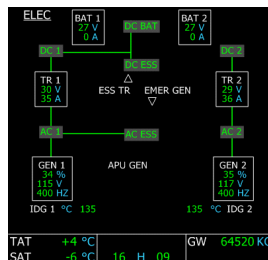 ELEC
BAT 1
27 V
0 A
DC BAT
BAT 2
27 V
0 A
DC 1
DC 2
DC ESS
TR 1
30 V
35 A
ESS TR
EMER GEN
TR 2
29 V
36 A
AC 1
AC ESS
AC 2
GEN 1
34 %
115 V
400 HZ
APU GEN
GEN 2
35 %
117 V
400 HZ
IDG 1 °C 135
135 °C IDG 2
TAT +4 °C
GW 64520 KG
SAT -6 °C 16 H 09